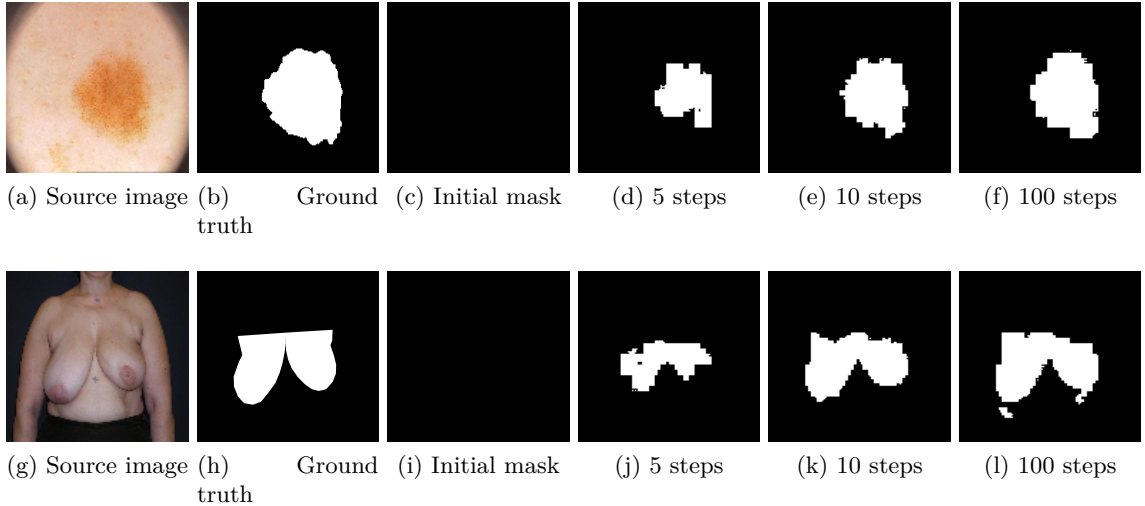 (a) Source image (b) Ground (c) Initial mask (d) 5 steps (e) 10 steps (f) 100 steps
truth
(g) Source image (h) Ground (i) Initial mask (j) 5 steps (k) 10 steps (l) 100 steps
truth